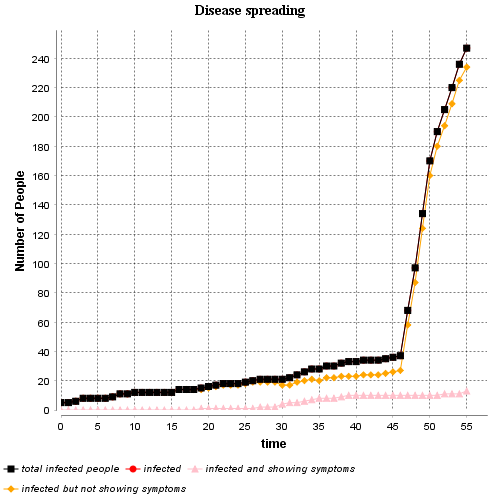 Disease spreading
Number of People
240
220
200
180
160
140
120
100
80
60
40
20
0
0 5 10 15 20 25 30 35 40 45 50 55
time
total infected people infected infected and showing symptoms
infected but not showing symptoms